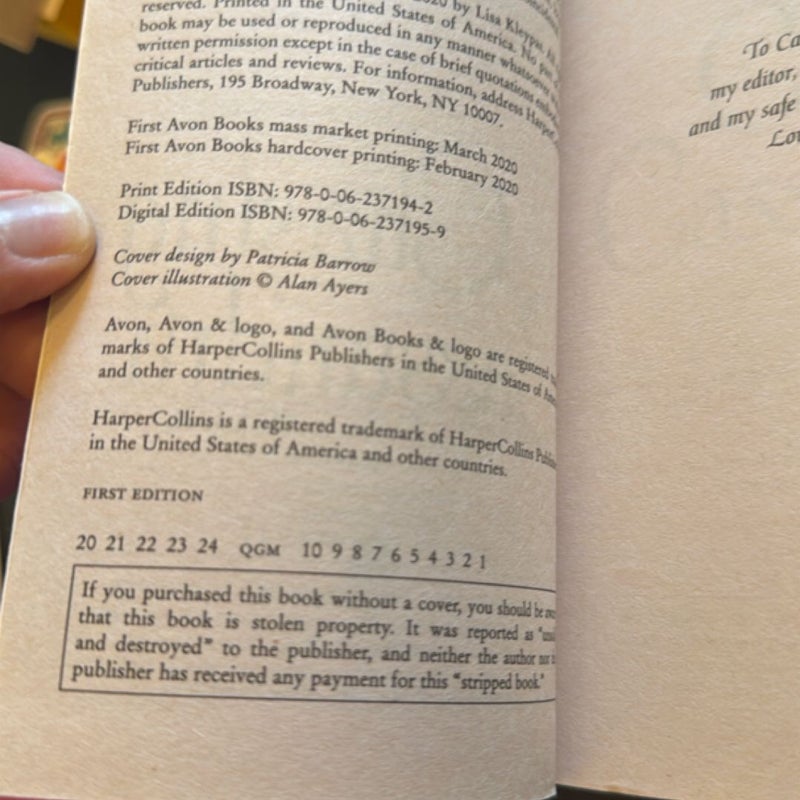 reserved. Printed in the United States of America. No
book may be used or reproduced in any manner whatsoever
written permission except in the case of brief quotations
critical articles and reviews. For information, address
Publishers, 195 Broadway, New York, NY 10007.
First Avon Books mass market printing: March 2020
First Avon Books hardcover printing: February 2020
Print Edition ISBN: 978-0-06-237194-2
Digital Edition ISBN: 978-0-06-237195-9
Cover design by Patricia Barrow
Cover illustration © Alan Ayers
Avon, Avon & logo, and Avon Books & logo are registered
marks of HarperCollins Publishers in the United States of
and other countries.
HarperCollins is a registered trademark of HarperCollins
in the United States of America and other countries.
FIRST EDITION
20 21 22 23 24 QGM 10 9 8 7 6 5 4 3 2 1
If you purchased this book without a cover, you should be
that this book is stolen property. It was reported as
and destroyed" to the publisher, and neither the author nor
publisher has received any payment for this "stripped book."
To
my editor,
and my safe